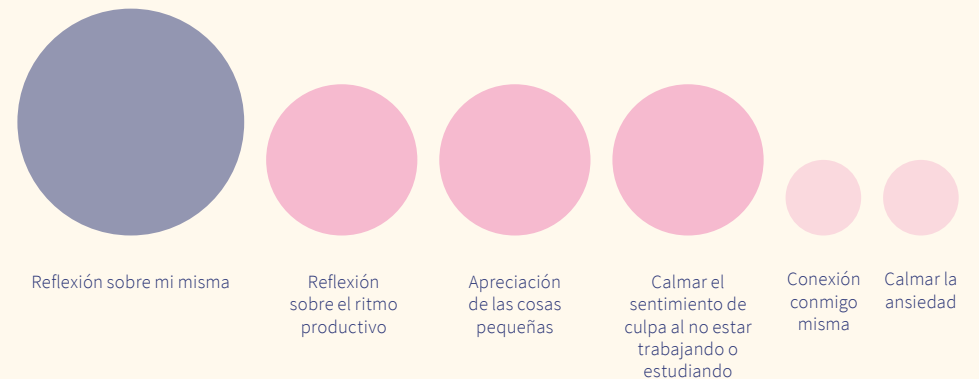 Reflexión sobre mi misma
Reflexión
sobre el ritmo
productivo
Apreciación
de las cosas
pequeñas
Calmar el
sentimiento de
culpa al no estar
trabajando o
estudiando
Conexión
conmigo
misma
Calmar la
ansiedad